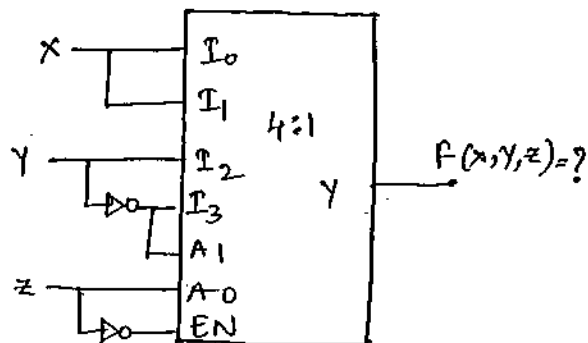 X I0
I1
4:1
Y I2
Y F(x,y,z)=?
I3
A1
Z A0
EN